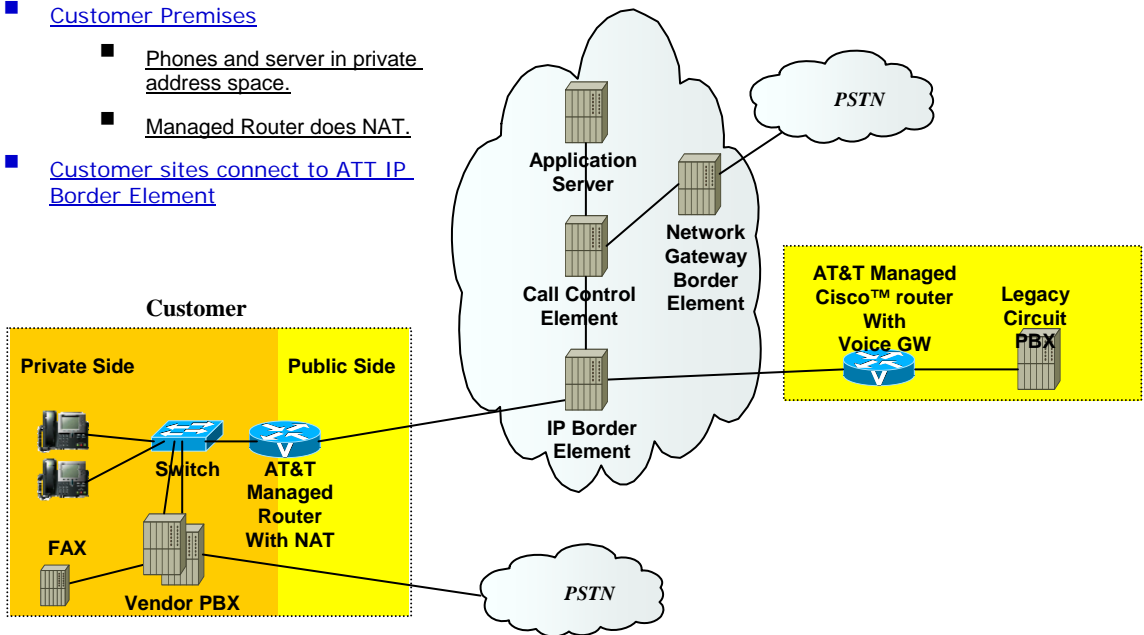 Customer Premises
Phones and server in private
address space.
Managed Router does NAT.
Customer sites connect to ATT IP
Border Element
PSTN
Application
Server
Network
Gateway
Border
Element
Call Control
Element
AT&T Managed
Cisco™ router
With
Voice GW
Legacy
Circuit
PBX
Customer
Private Side
Public Side
V
IP Border
Element
V
Switch
AT&T
Managed
Router
With NAT
FAX
Vendor PBX
PSTN